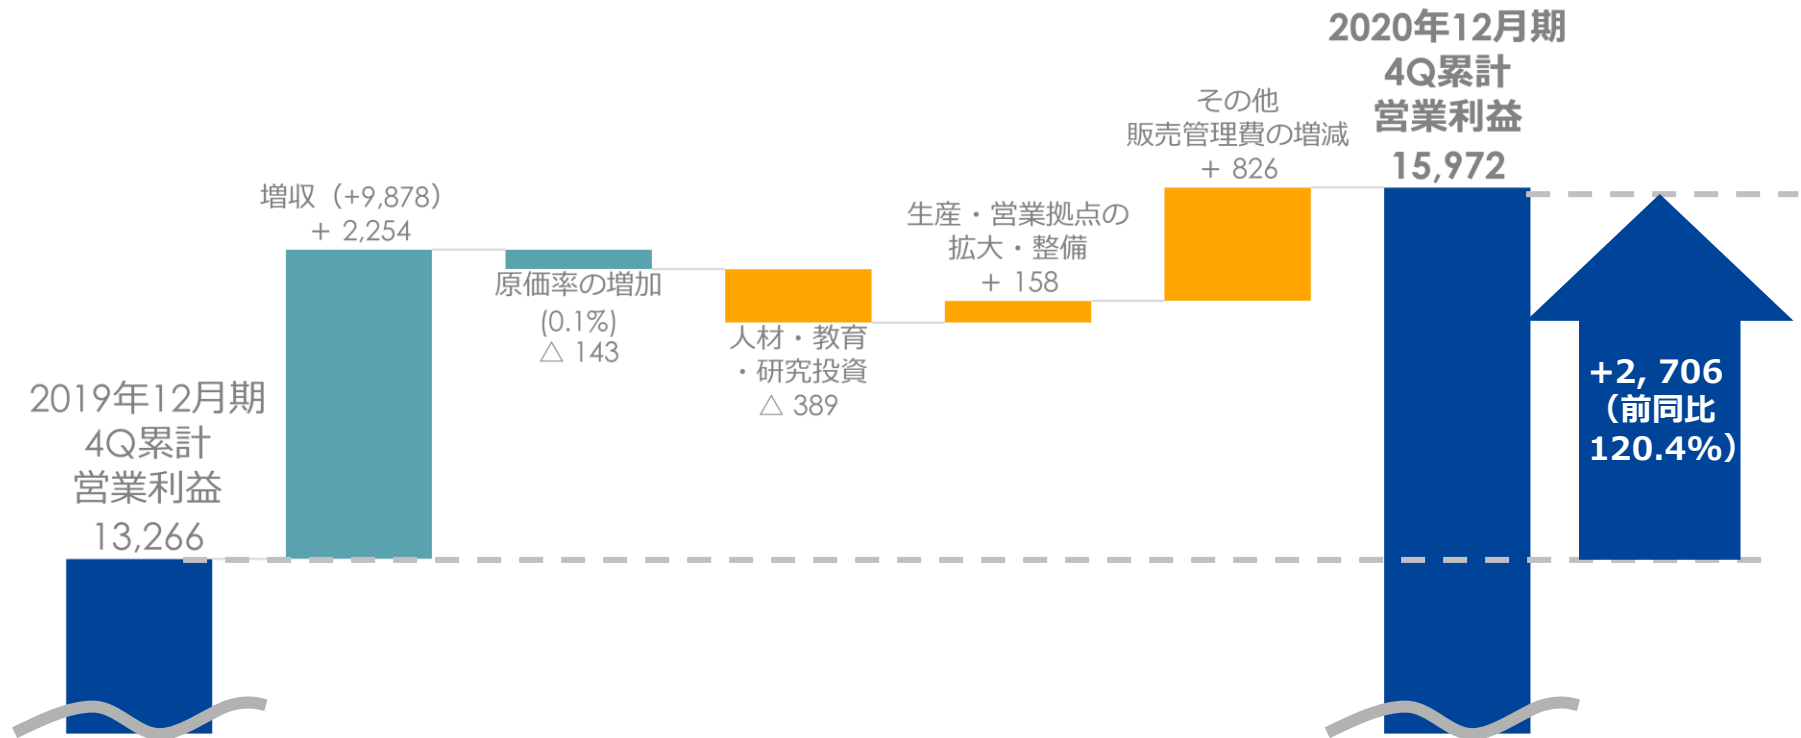 2019年12月期
4Q累計
営業利益
13,266
増収（+9,878）
+ 2,254
原価率の増加
(0.1%)
△ 143
人材・教育
・研究投資
△ 389
生産・営業拠点の
拡大・整備
+ 158
その他
販売管理費の増減
+ 826
2020年12月期
4Q累計
営業利益
15,972
+2, 706
（前同比
120.4%）